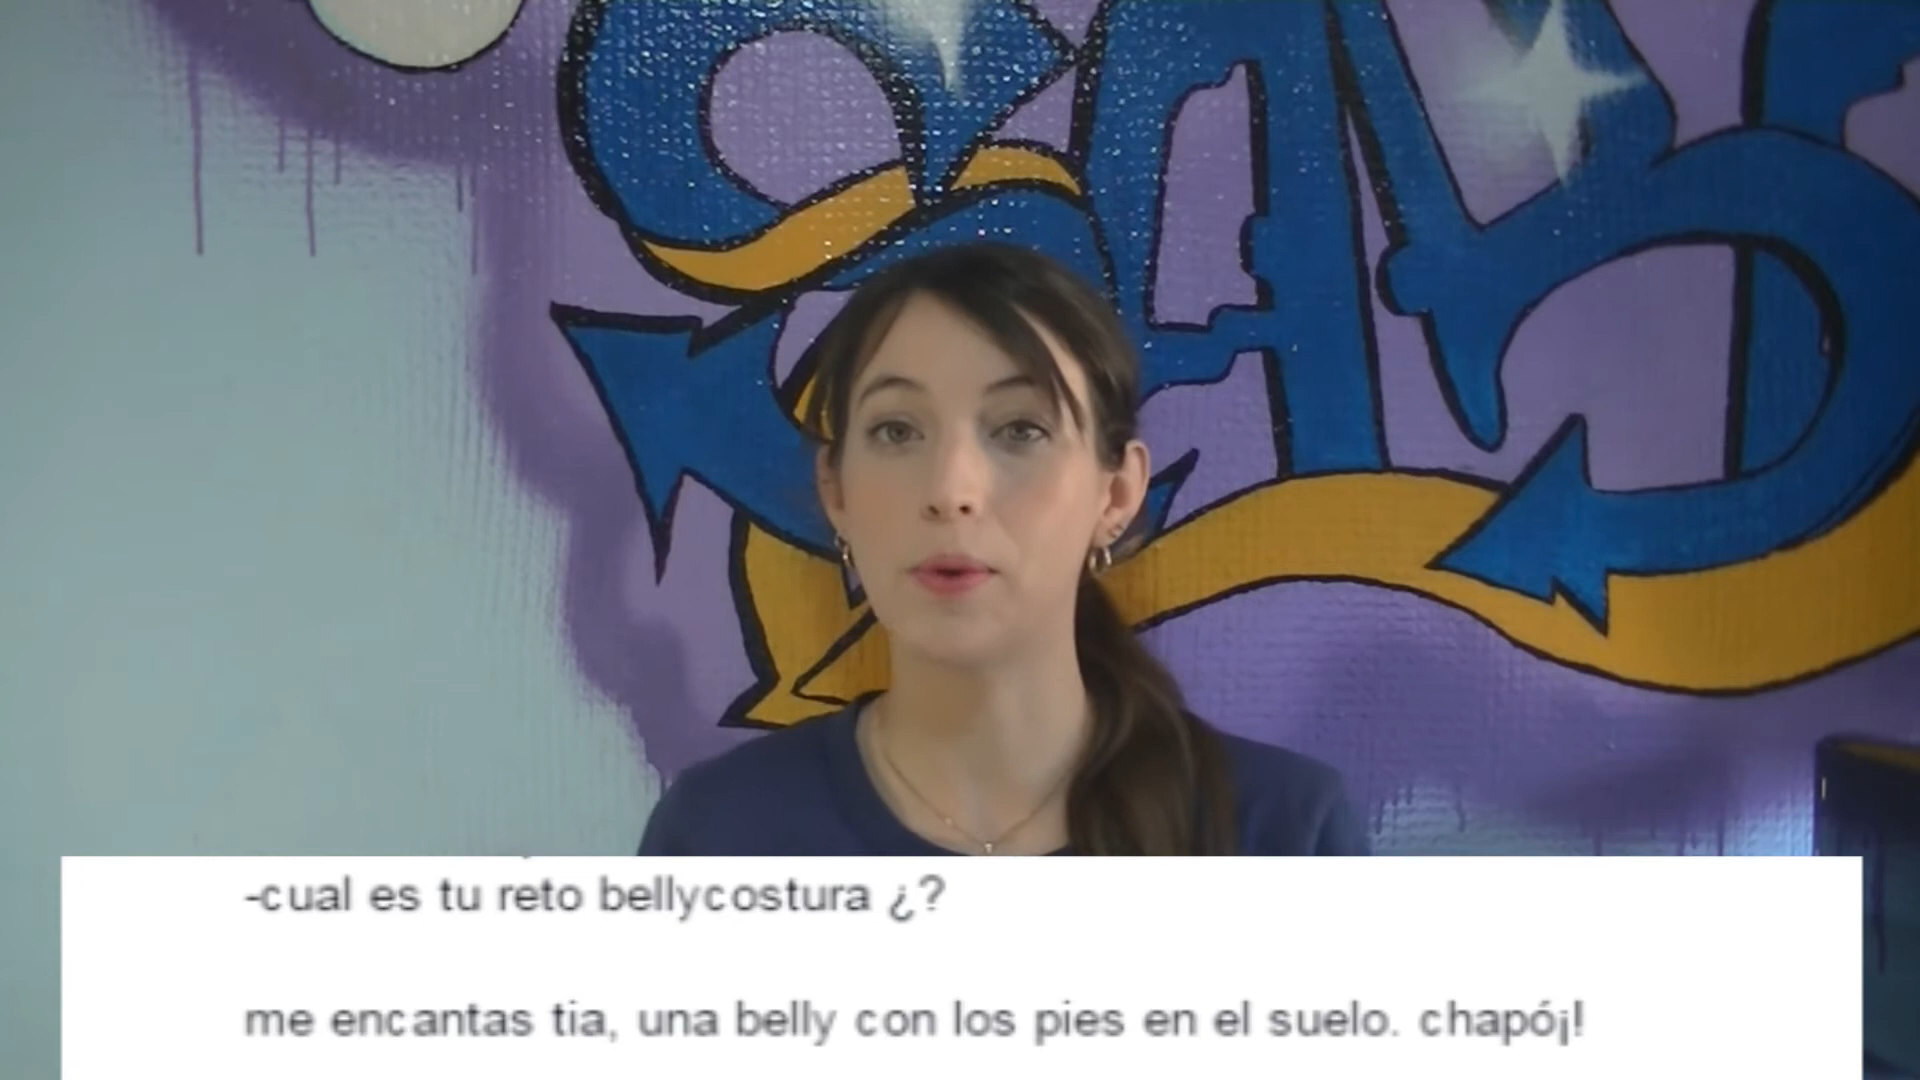 -cual es tu reto bellycostura ¿?
me encantas tia, una belly con los pies en el suelo. chapó¡!